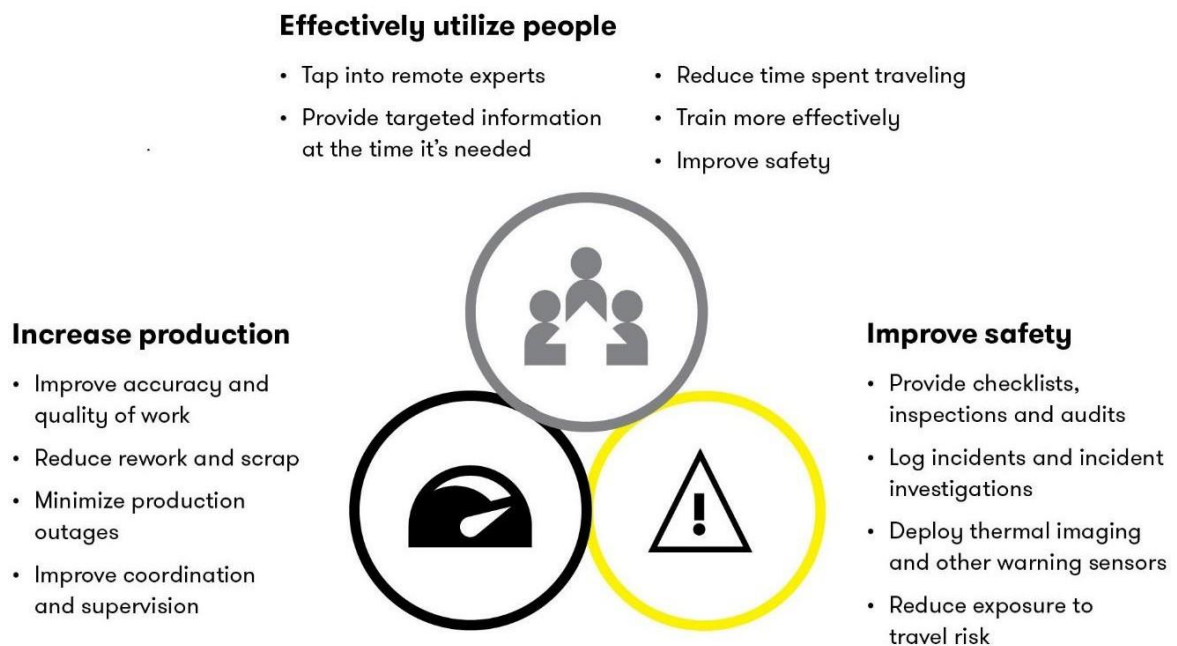 Effectively utilize people
• Tap into remote experts
• Provide targeted information
at the time it's needed
• Reduce time spent traveling
• Train more effectively
• Improve safety
Increase production
• Improve accuracy and
quality of work
• Reduce rework and scrap
• Minimize production
outages
• Improve coordination
and supervision
Improve safety
• Provide checklists,
inspections and audits
• Log incidents and incident
investigations
• Deploy thermal imaging
and other warning sensors
• Reduce exposure to
travel risk
!